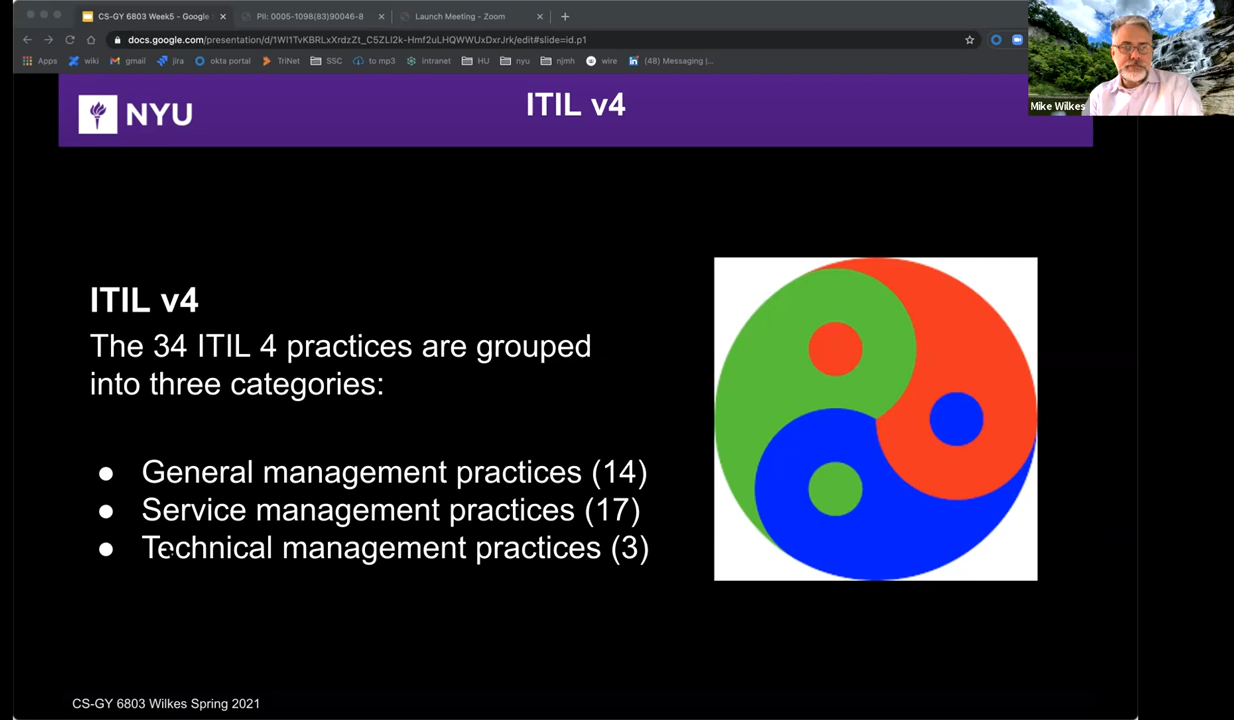 CS-GY 6803 Week5 - Google
PII: 0005-1098(83)90046-8
Launch Meeting - Zoom
docs.google.com/presentation/d/1WI1TvKBRLxXrdzZt_C5ZLI2k-Hmf2uLHQWWUxDxrJrk/edit#slide=id.p1
Apps wiki gmail jira okta portal TriNet SSC to mp3 intranet HU nyu njmh wire (48) Messaging |...
Mike Wilkes
NYU
ITIL v4
ITIL v4
The 34 ITIL 4 practices are grouped
into three categories:
● General management practices (14)
● Service management practices (17)
● Technical management practices (3)
CS-GY 6803 Wilkes Spring 2021